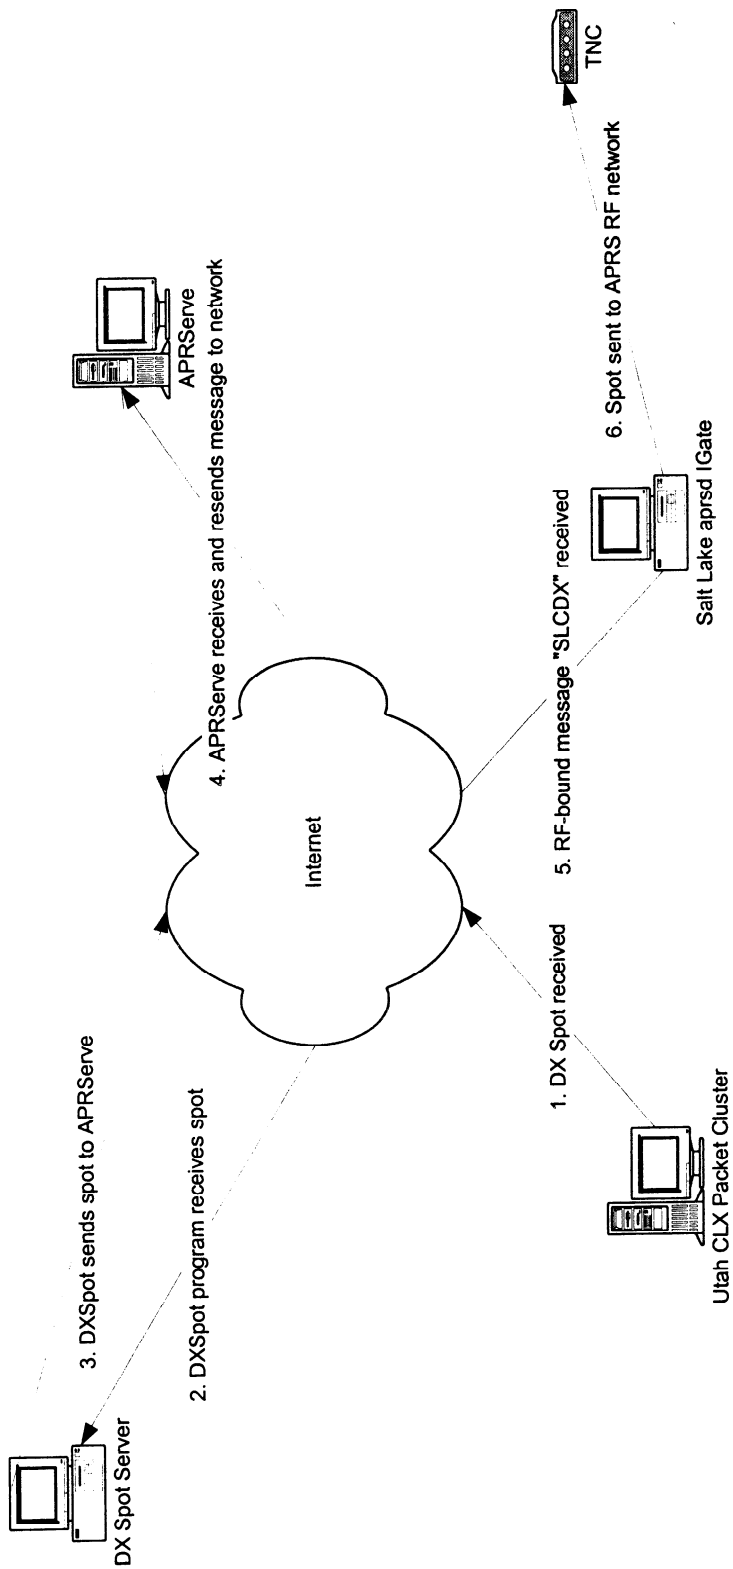 DX Spot Server
3. DXSpot sends spot to APRServe
2. DXSpot program receives spot
APRServe
4. APRServe receives and resends message to network
Internet
1. DX Spot received
Utah CLX Packet Cluster
5. RF-bound message "SLCDX" received
Salt Lake aprsd IGate
6. Spot sent to APRS RF network
TNC